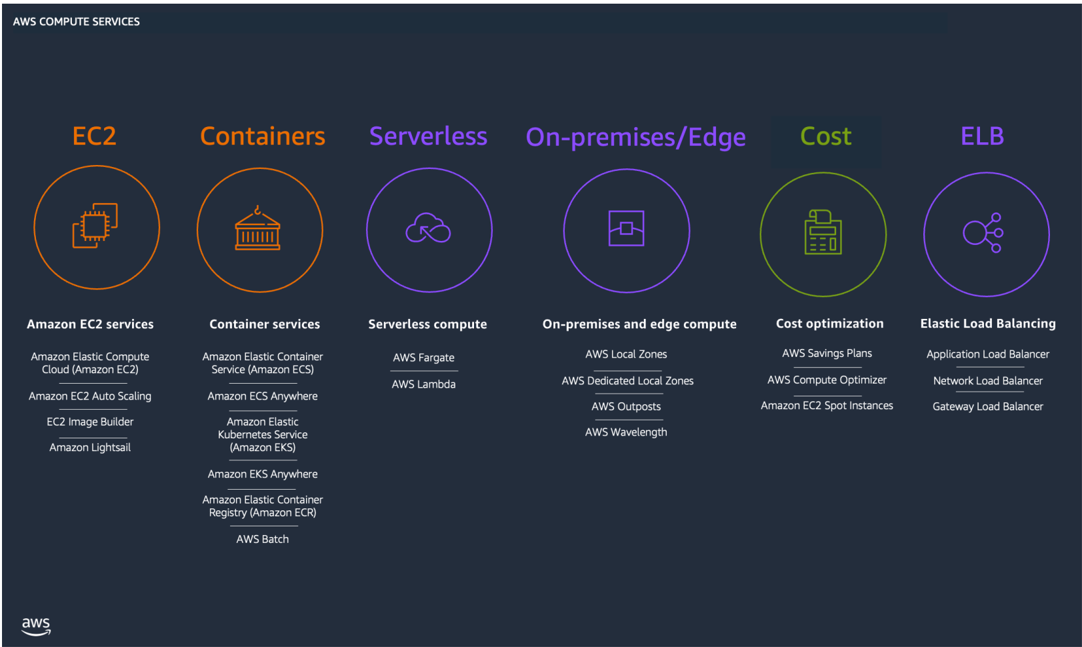 AWS COMPUTE SERVICES
EC2
Containers
Serverless
On-premises/Edge
Cost
ELB
Amazon EC2 services
Amazon Elastic Compute
Cloud (Amazon EC2)
Amazon EC2 Auto Scaling
EC2 Image Builder
Amazon Lightsail
Container services
Amazon Elastic Container
Service (Amazon ECS)
Amazon ECS Anywhere
Amazon Elastic
Kubernetes Service
(Amazon EKS)
Amazon EKS Anywhere
Amazon Elastic Container
Registry (Amazon ECR)
AWS Batch
Serverless compute
AWS Fargate
AWS Lambda
On-premises and edge compute
AWS Local Zones
AWS Dedicated Local Zones
AWS Outposts
AWS Wavelength
Cost optimization
AWS Savings Plans
AWS Compute Optimizer
Amazon EC2 Spot Instances
Elastic Load Balancing
Application Load Balancer
Network Load Balancer
Gateway Load Balancer
aws